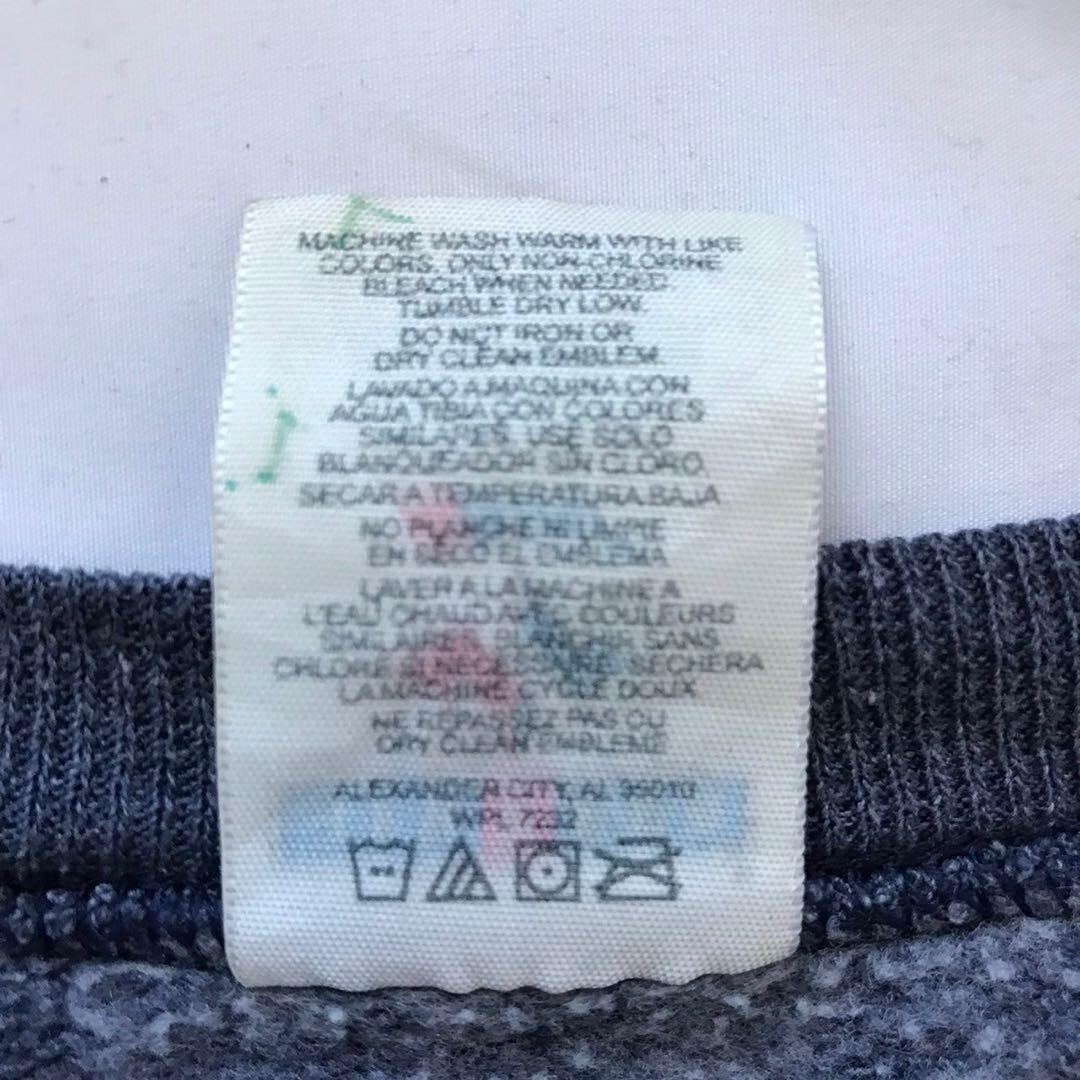 MACHINE WASH WARM WITH LIKE
COLORS. ONLY NON-CHLORINE
BLEACH WHEN NEEDED.
TUMBLE DRY LOW.
DO NOT IRON OR
DRY CLEAN EMBLEM.
LAVADO A MAQUINA CON
AGUA TIBIA CON COLORES
SIMILARES. USE SOLO
BLANQUEADOR SIN CLORO.
SECAR A TEMPERATURA BAJA
NO PLANCHE NI LIMPIE
EN SECO EL EMBLEMA
LAVER A LA MACHINE A
L'EAU CHAUD AVEC COULEURS
SIMILAIRES. BLANCHIR SANS
CHLORE SI NECESSAIRE. SECHER A
LA MACHINE CYCLE DOUX
NE REPASSEZ PAS OU
DRY CLEAN EMBLEME
ALEXANDER CITY, AL 35010
WPL 7232